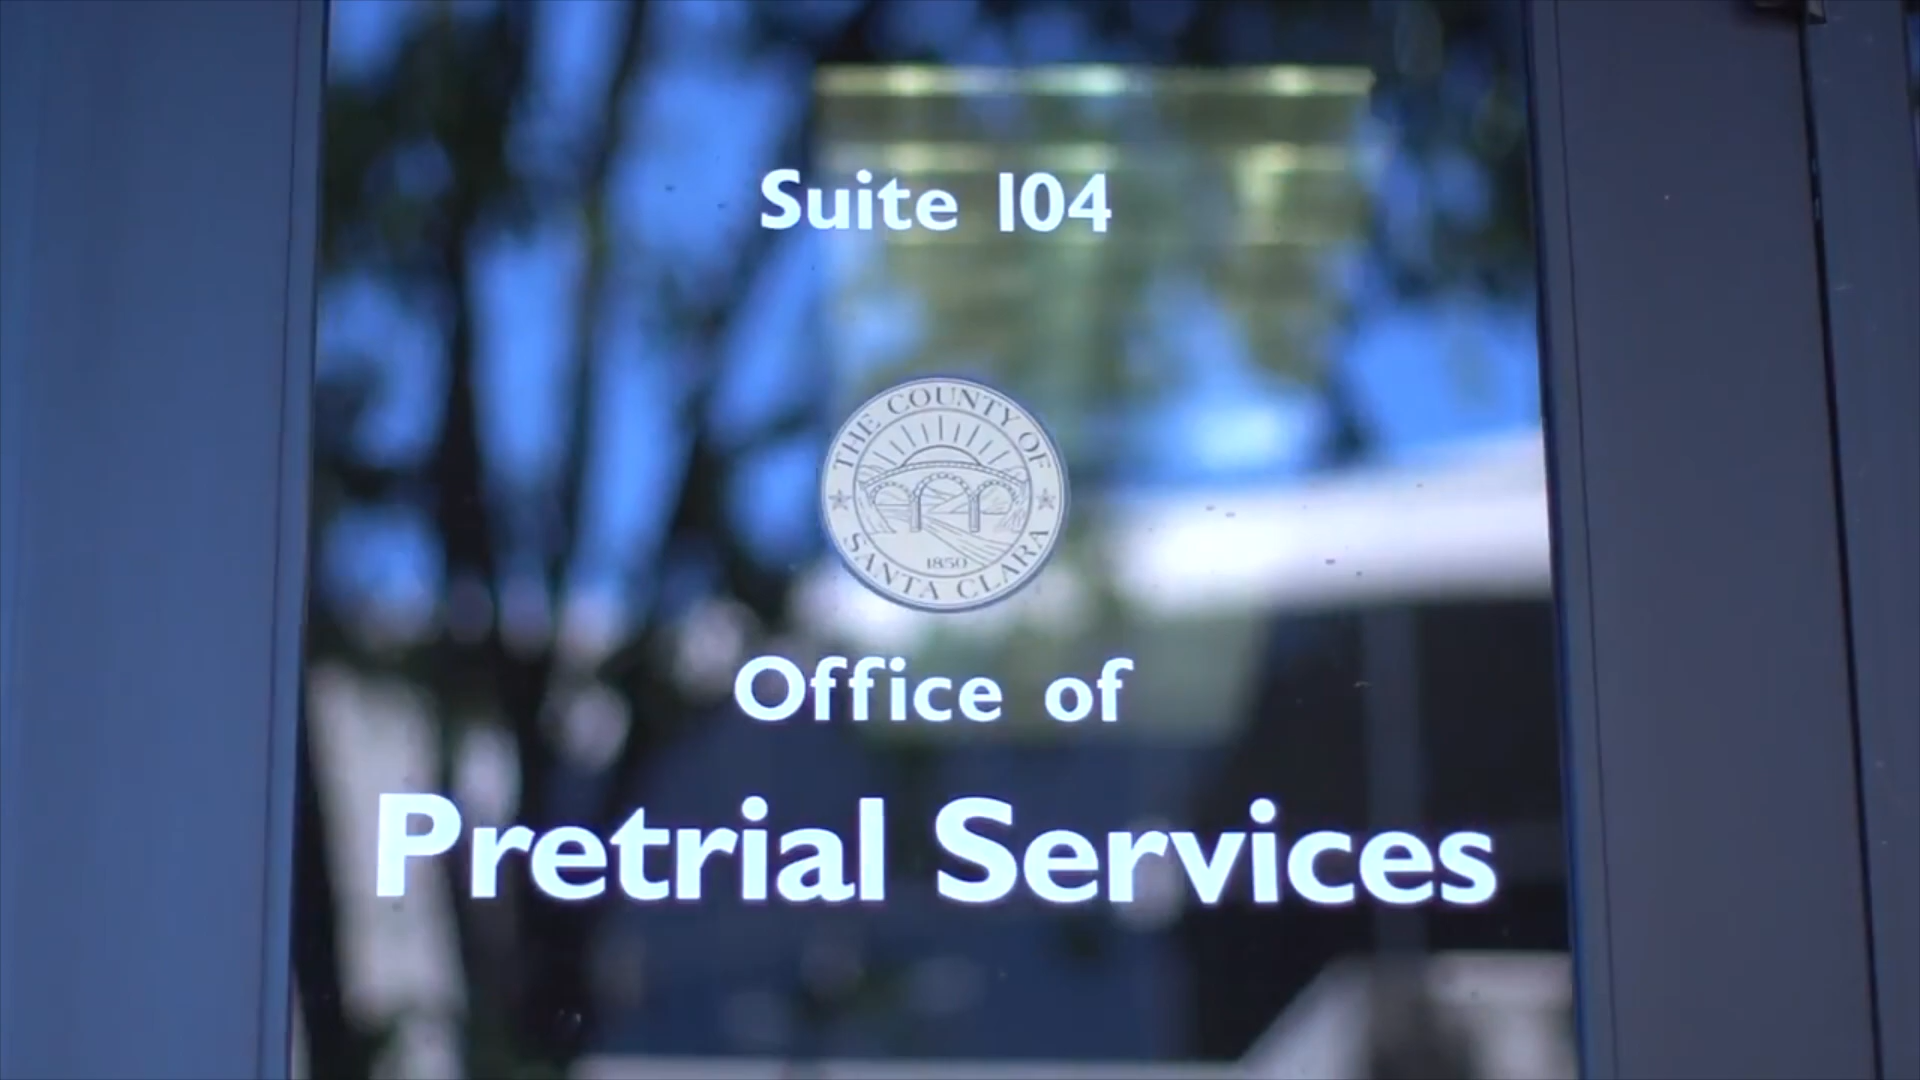 Suite 104
THE COUNTY OF
SANTA CLARA
1850
Office of
Pretrial Services